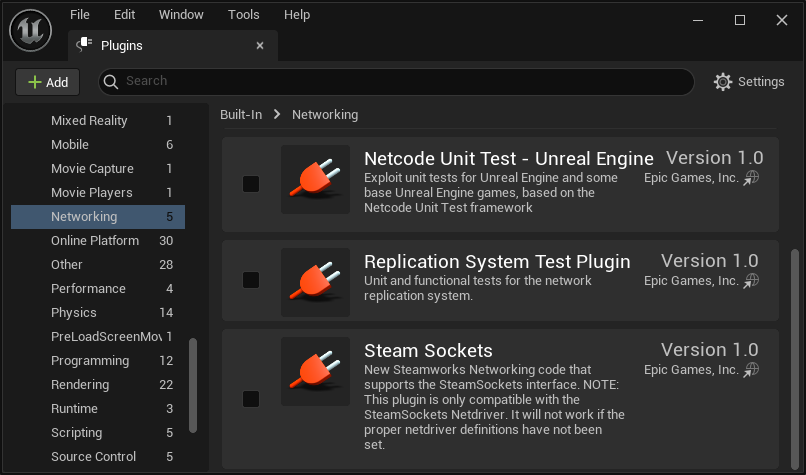 File Edit Window Tools Help
Plugins
Add
Search
Settings
Mixed Reality 1
Mobile 6
Movie Capture 1
Movie Players 1
Networking 5
Online Platform 30
Other 28
Performance 4
Physics 14
PreLoadScreenMov 1
Programming 12
Rendering 22
Runtime 3
Scripting 5
Source Control 5
Built-In > Networking
Netcode Unit Test - Unreal Engine Version 1.0
Exploit unit tests for Unreal Engine and some Epic Games, Inc.
base Unreal Engine games, based on the
Netcode Unit Test framework
Replication System Test Plugin Version 1.0
Unit and functional tests for the network Epic Games, Inc.
replication system.
Steam Sockets Version 1.0
New Steamworks Networking code that Epic Games, Inc.
supports the SteamSockets interface. NOTE:
This plugin is only compatible with the
SteamSockets Netdriver. It will not work if the
proper netdriver definitions have not been
set.